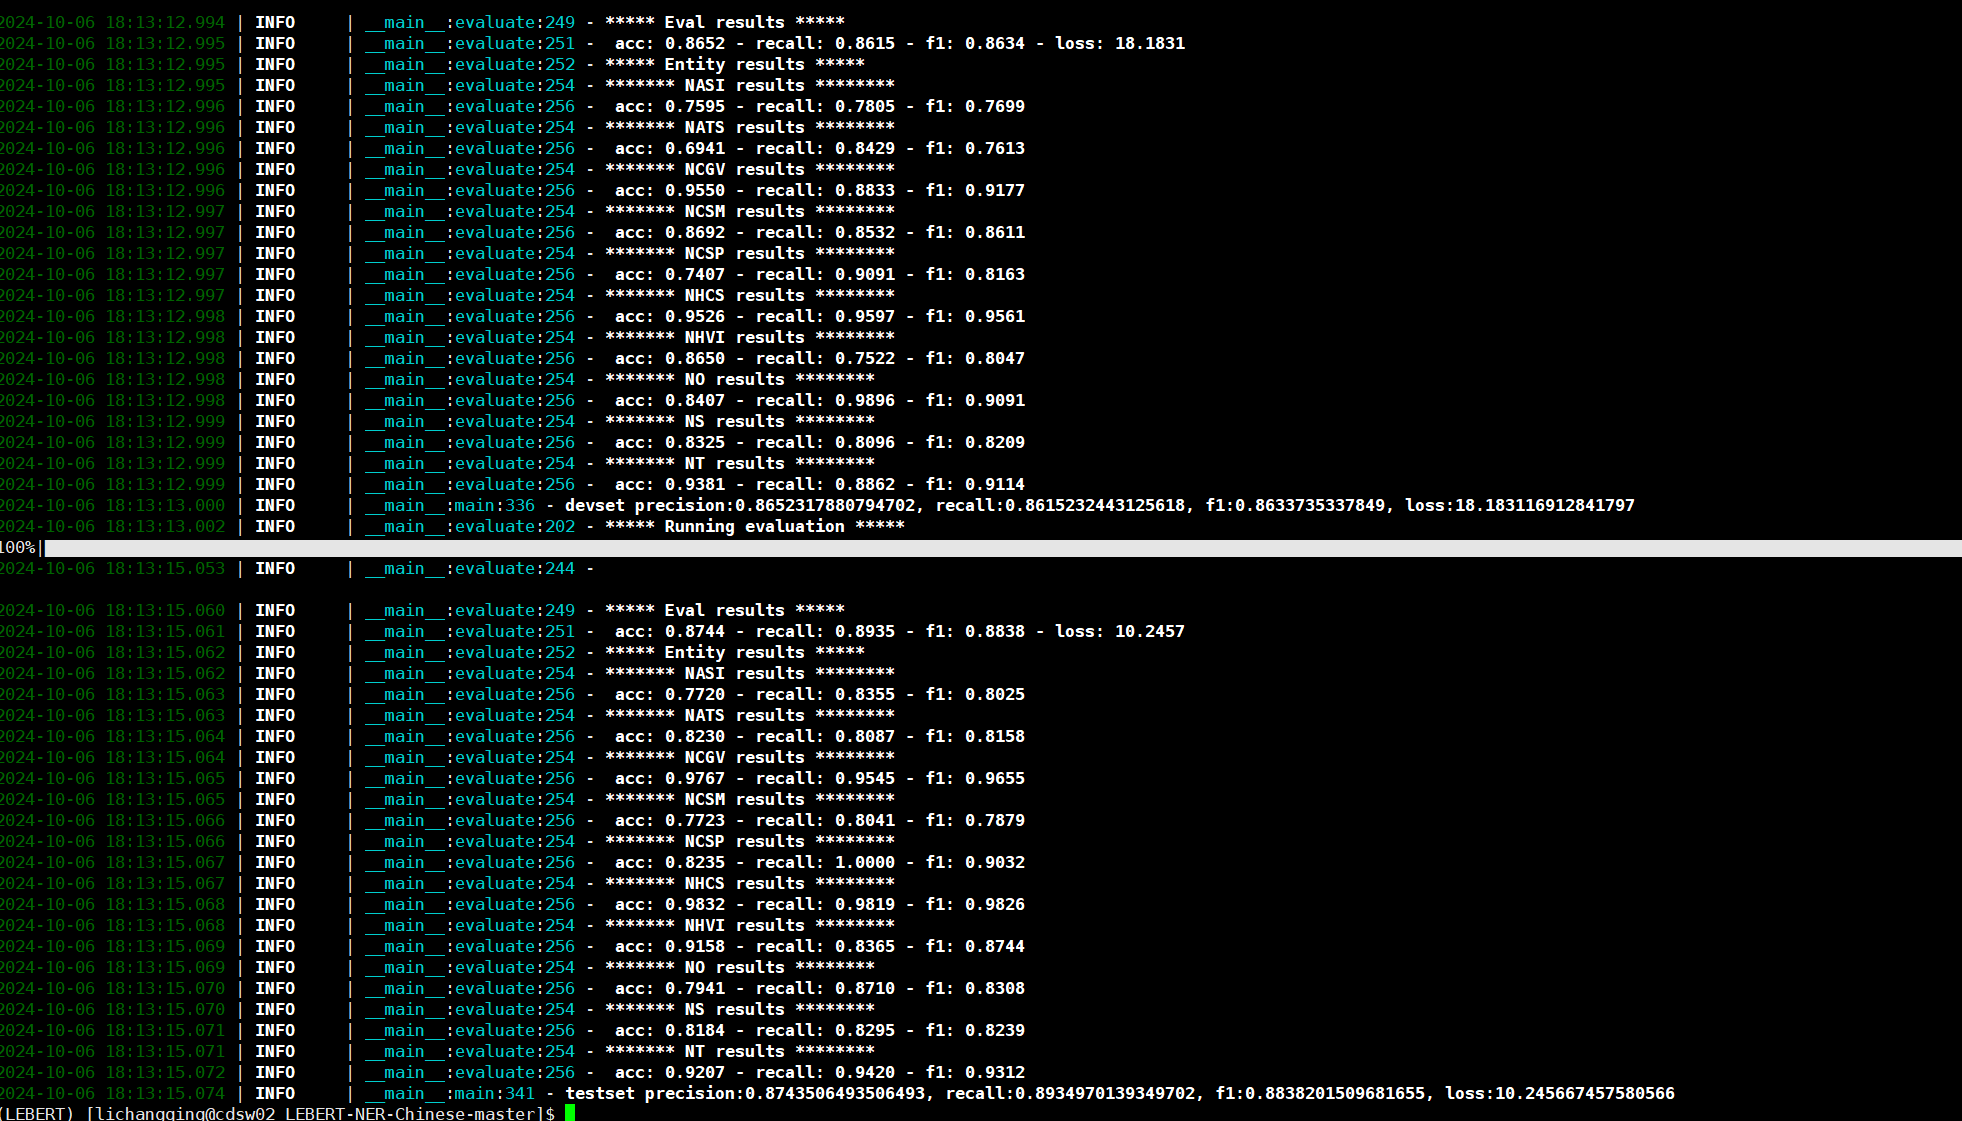 2024-10-06 18:13:12.994 | INFO     | __main__:evaluate:249 - ***** Eval results *****
2024-10-06 18:13:12.995 | INFO     | __main__:evaluate:251 -  acc: 0.8652 - recall: 0.8615 - f1: 0.8634 - loss: 18.1831
2024-10-06 18:13:12.995 | INFO     | __main__:evaluate:252 - ***** Entity results *****
2024-10-06 18:13:12.995 | INFO     | __main__:evaluate:254 - ******* NASI results ********
2024-10-06 18:13:12.996 | INFO     | __main__:evaluate:256 -  acc: 0.7595 - recall: 0.7805 - f1: 0.7699
2024-10-06 18:13:12.996 | INFO     | __main__:evaluate:254 - ******* NATS results ********
2024-10-06 18:13:12.996 | INFO     | __main__:evaluate:256 -  acc: 0.6941 - recall: 0.8429 - f1: 0.7613
2024-10-06 18:13:12.996 | INFO     | __main__:evaluate:254 - ******* NCGV results ********
2024-10-06 18:13:12.996 | INFO     | __main__:evaluate:256 -  acc: 0.9550 - recall: 0.8833 - f1: 0.9177
2024-10-06 18:13:12.997 | INFO     | __main__:evaluate:254 - ******* NCSM results ********
2024-10-06 18:13:12.997 | INFO     | __main__:evaluate:256 -  acc: 0.8692 - recall: 0.8532 - f1: 0.8611
2024-10-06 18:13:12.997 | INFO     | __main__:evaluate:254 - ******* NCSP results ********
2024-10-06 18:13:12.997 | INFO     | __main__:evaluate:256 -  acc: 0.7407 - recall: 0.9091 - f1: 0.8163
2024-10-06 18:13:12.997 | INFO     | __main__:evaluate:254 - ******* NHCS results ********
2024-10-06 18:13:12.998 | INFO     | __main__:evaluate:256 -  acc: 0.9526 - recall: 0.9597 - f1: 0.9561
2024-10-06 18:13:12.998 | INFO     | __main__:evaluate:254 - ******* NHVI results ********
2024-10-06 18:13:12.998 | INFO     | __main__:evaluate:256 -  acc: 0.8650 - recall: 0.7522 - f1: 0.8047
2024-10-06 18:13:12.998 | INFO     | __main__:evaluate:254 - ******* NO results ********
2024-10-06 18:13:12.998 | INFO     | __main__:evaluate:256 -  acc: 0.8407 - recall: 0.9896 - f1: 0.9091
2024-10-06 18:13:12.999 | INFO     | __main__:evaluate:254 - ******* NS results ********
2024-10-06 18:13:12.999 | INFO     | __main__:evaluate:256 -  acc: 0.8325 - recall: 0.8096 - f1: 0.8209
2024-10-06 18:13:12.999 | INFO     | __main__:evaluate:254 - ******* NT results ********
2024-10-06 18:13:12.999 | INFO     | __main__:evaluate:256 -  acc: 0.9381 - recall: 0.8862 - f1: 0.9114
2024-10-06 18:13:13.000 | INFO     | __main__:main:336 - devset precision:0.8652317880794702, recall:0.8615232443125618, f1:0.8633735337849, loss:18.183116912841797
2024-10-06 18:13:13.002 | INFO     | __main__:evaluate:202 - ***** Running evaluation *****
100%|
2024-10-06 18:13:15.053 | INFO     | __main__:evaluate:244 -
2024-10-06 18:13:15.060 | INFO     | __main__:evaluate:249 - ***** Eval results *****
2024-10-06 18:13:15.061 | INFO     | __main__:evaluate:251 -  acc: 0.8744 - recall: 0.8935 - f1: 0.8838 - loss: 10.2457
2024-10-06 18:13:15.062 | INFO     | __main__:evaluate:252 - ***** Entity results *****
2024-10-06 18:13:15.062 | INFO     | __main__:evaluate:254 - ******* NASI results ********
2024-10-06 18:13:15.063 | INFO     | __main__:evaluate:256 -  acc: 0.7720 - recall: 0.8355 - f1: 0.8025
2024-10-06 18:13:15.063 | INFO     | __main__:evaluate:254 - ******* NATS results ********
2024-10-06 18:13:15.064 | INFO     | __main__:evaluate:256 -  acc: 0.8230 - recall: 0.8087 - f1: 0.8158
2024-10-06 18:13:15.064 | INFO     | __main__:evaluate:254 - ******* NCGV results ********
2024-10-06 18:13:15.065 | INFO     | __main__:evaluate:256 -  acc: 0.9767 - recall: 0.9545 - f1: 0.9655
2024-10-06 18:13:15.065 | INFO     | __main__:evaluate:254 - ******* NCSM results ********
2024-10-06 18:13:15.066 | INFO     | __main__:evaluate:256 -  acc: 0.7723 - recall: 0.8041 - f1: 0.7879
2024-10-06 18:13:15.066 | INFO     | __main__:evaluate:254 - ******* NCSP results ********
2024-10-06 18:13:15.067 | INFO     | __main__:evaluate:256 -  acc: 0.8235 - recall: 1.0000 - f1: 0.9032
2024-10-06 18:13:15.067 | INFO     | __main__:evaluate:254 - ******* NHCS results ********
2024-10-06 18:13:15.068 | INFO     | __main__:evaluate:256 -  acc: 0.9832 - recall: 0.9819 - f1: 0.9826
2024-10-06 18:13:15.068 | INFO     | __main__:evaluate:254 - ******* NHVI results ********
2024-10-06 18:13:15.069 | INFO     | __main__:evaluate:256 -  acc: 0.9158 - recall: 0.8365 - f1: 0.8744
2024-10-06 18:13:15.069 | INFO     | __main__:evaluate:254 - ******* NO results ********
2024-10-06 18:13:15.070 | INFO     | __main__:evaluate:256 -  acc: 0.7941 - recall: 0.8710 - f1: 0.8308
2024-10-06 18:13:15.070 | INFO     | __main__:evaluate:254 - ******* NS results ********
2024-10-06 18:13:15.071 | INFO     | __main__:evaluate:256 -  acc: 0.8184 - recall: 0.8295 - f1: 0.8239
2024-10-06 18:13:15.071 | INFO     | __main__:evaluate:254 - ******* NT results ********
2024-10-06 18:13:15.072 | INFO     | __main__:evaluate:256 -  acc: 0.9207 - recall: 0.9420 - f1: 0.9312
2024-10-06 18:13:15.074 | INFO     | __main__:main:341 - testset precision:0.8743506493506493, recall:0.8934970139349702, f1:0.8838201509681655, loss:10.245667457580566
(LEBERT) [lichangqing@cdsw02 LEBERT-NER-Chinese-master]$